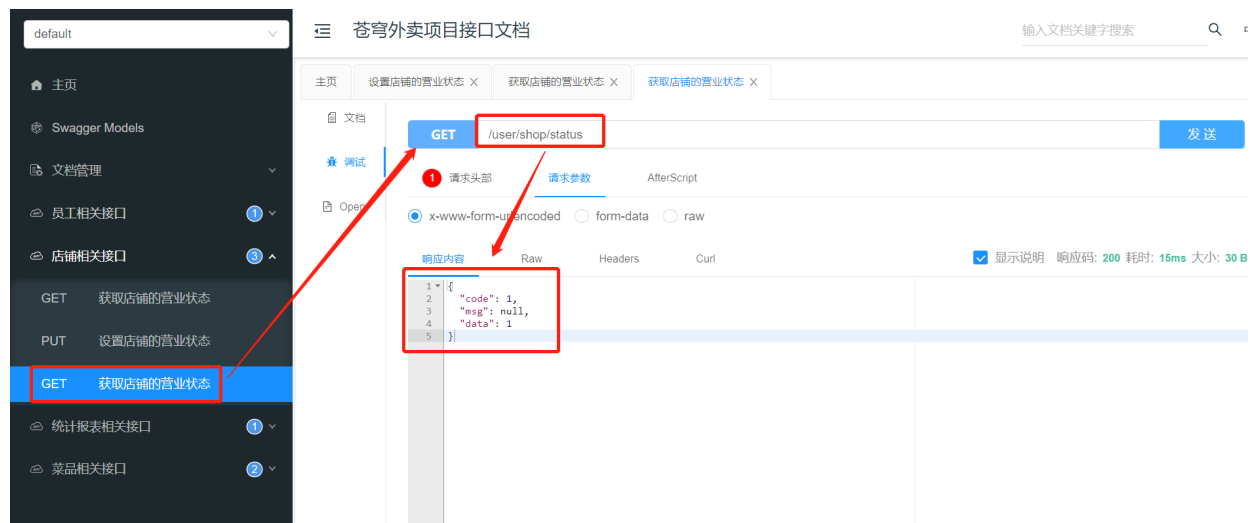 default
主页
Swagger Models
文档管理
员工相关接口 1
店铺相关接口 3
GET 获取店铺的营业状态
PUT 设置店铺的营业状态
GET 获取店铺的营业状态
统计报表相关接口 1
菜品相关接口 2
苍穹外卖项目接口文档
输入文档关键字搜索
主页 设置店铺的营业状态 获取店铺的营业状态 获取店铺的营业状态
文档
调试
Open
GET /user/shop/status 发送
1 请求头部 请求参数 AfterScript
x-www-form-urlencoded form-data raw
响应内容 Raw Headers Curl 显示说明 响应码: 200 耗时: 15ms 大小: 30 B
1 {
2 "code": 1,
3 "msg": null,
4 "data": 1
5 }